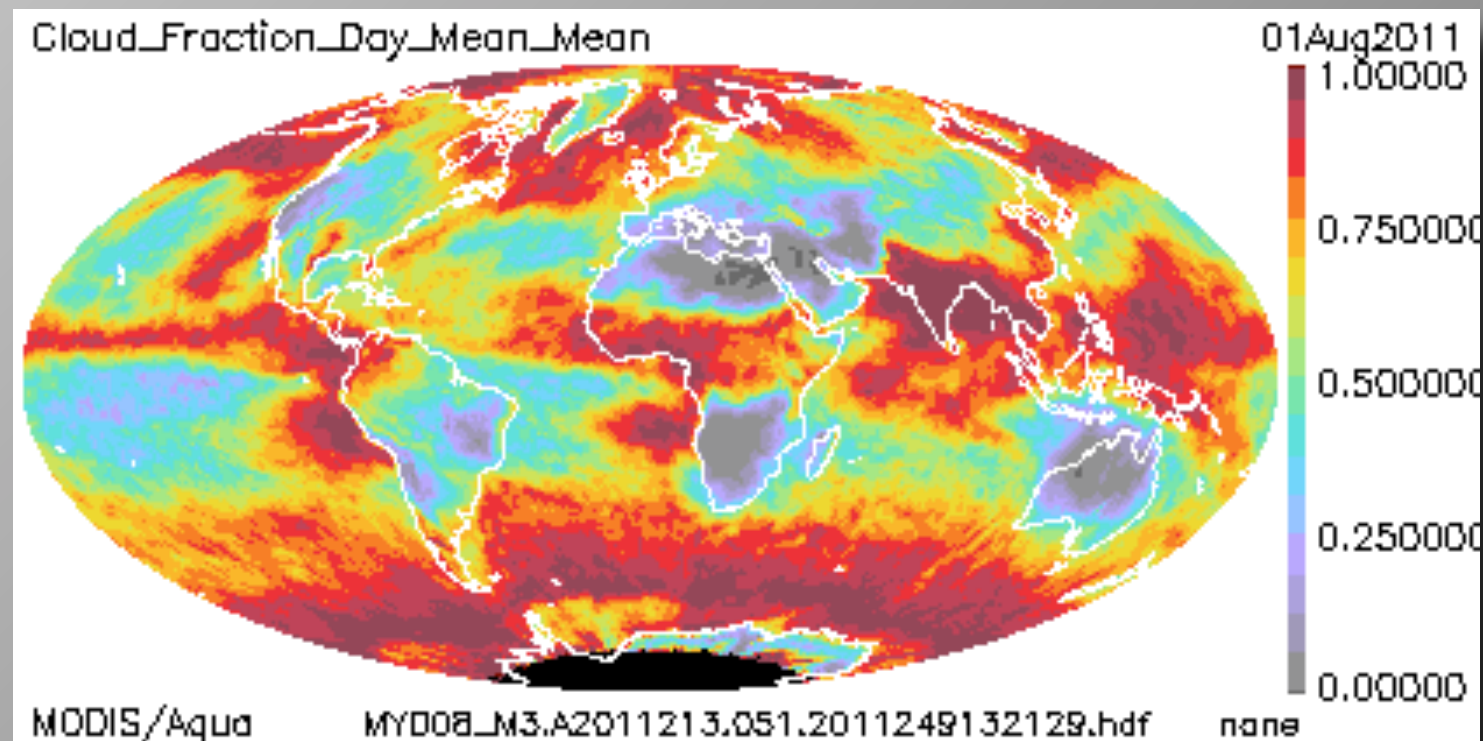 Cloud_Fraction_Day_Mean_Mean 01Aug2011
1.00000
0.750000
0.500000
0.250000
0.00000
MODIS/Aqua MYD08_M3.A2011213.051.2011249132129.hdf none